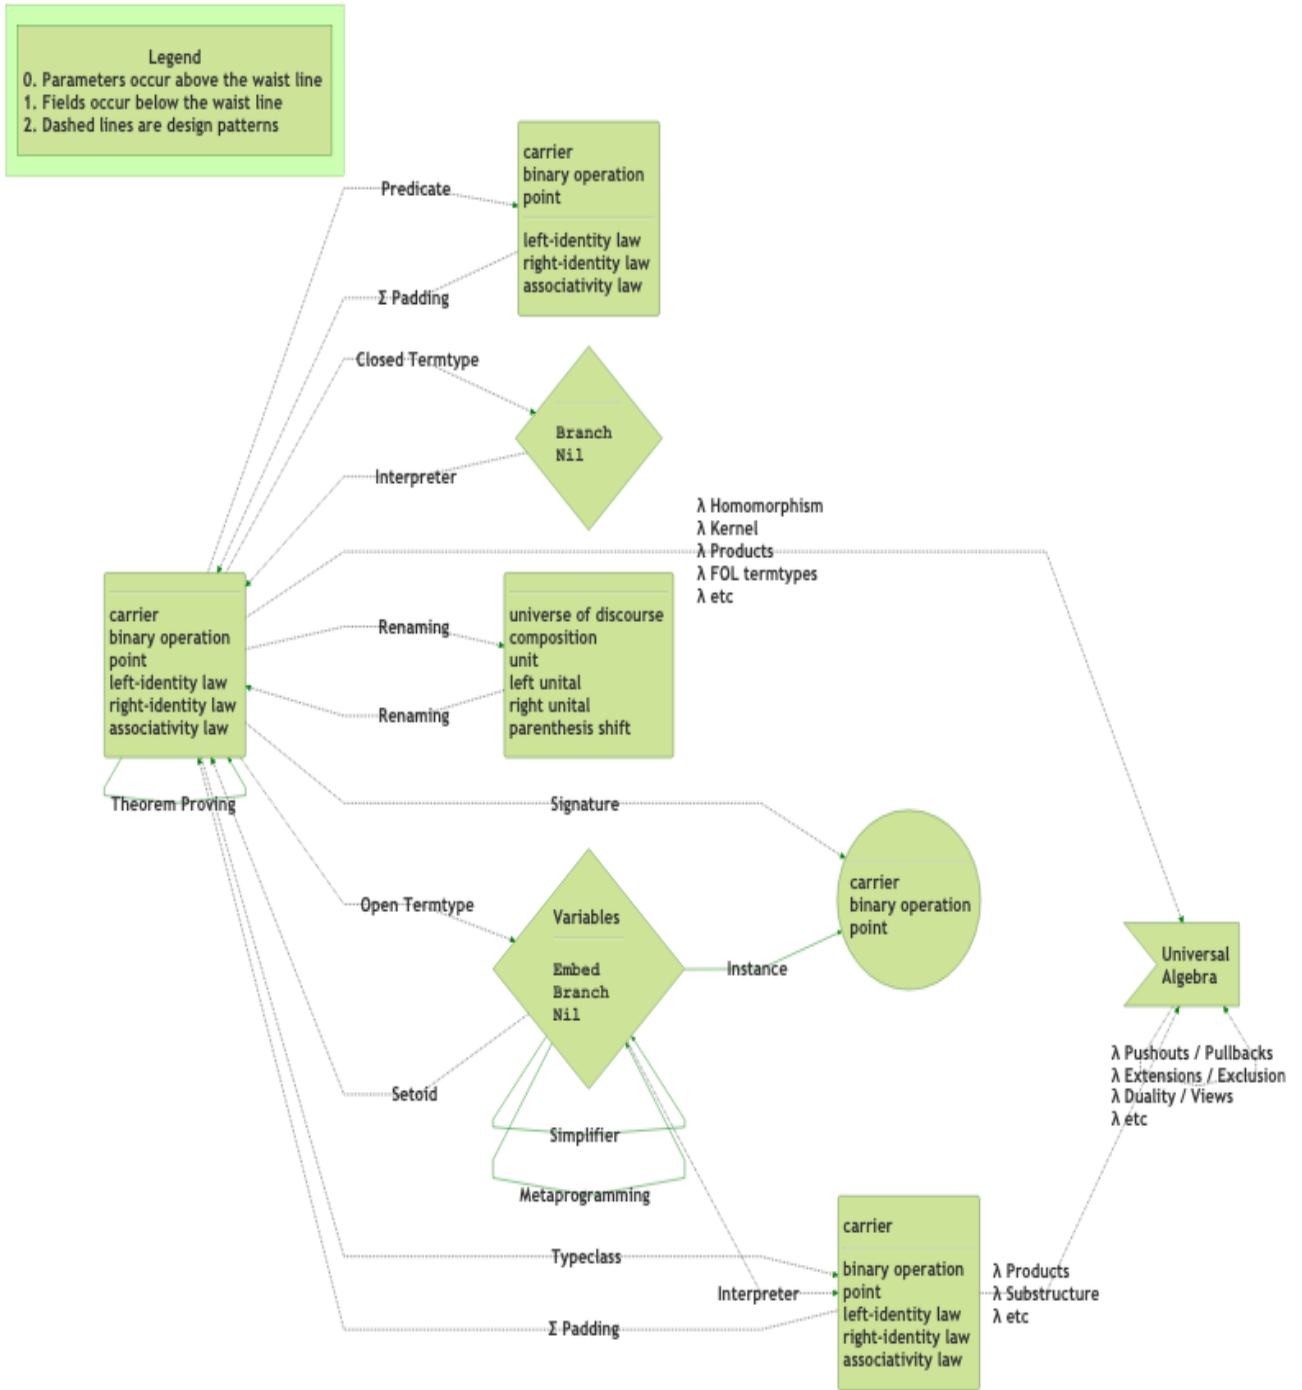 Legend
0. Parameters occur above the waist line
1. Fields occur below the waist line
2. Dashed lines are design patterns
carrier
binary operation
point
left-identity law
right-identity law
associativity law
Predicate
Σ Padding
Closed Termtype
Branch
Nil
Interpreter
λ Homomorphism
λ Kernel
λ Products
λ FOL termtypes
λ etc
carrier
binary operation
point
left-identity law
right-identity law
associativity law
Renaming
Renaming
universe of discourse
composition
unit
left unital
right unital
parenthesis shift
Theorem Proving
Signature
carrier
binary operation
point
Open Termtype
Variables
Embed
Branch
Nil
Instance
Universal
Algebra
Setoid
Simplifier
Metaprogramming
λ Pushouts / Pullbacks
λ Extensions / Exclusion
λ Duality / Views
λ etc
Typeclass
Interpreter
Σ Padding
carrier
binary operation
point
left-identity law
right-identity law
associativity law
λ Products
λ Substructure
λ etc